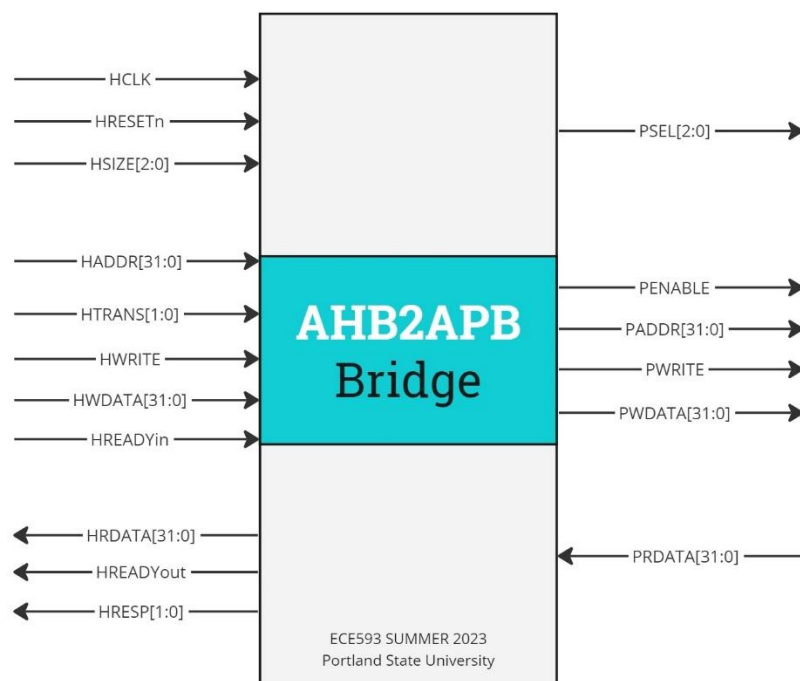 HCLK
HRESETn
HSIZE[2:0]
HADDR[31:0]
HTRANS[1:0]
HWRITE
HWDATA[31:0]
HREADYin
HRDATA[31:0]
HREADYout
HRESP[1:0]
AHB2APB
Bridge
ECE593 SUMMER 2023
Portland State University
PSEL[2:0]
PENABLE
PADDR[31:0]
PWRITE
PWDATA[31:0]
PRDATA[31:0]